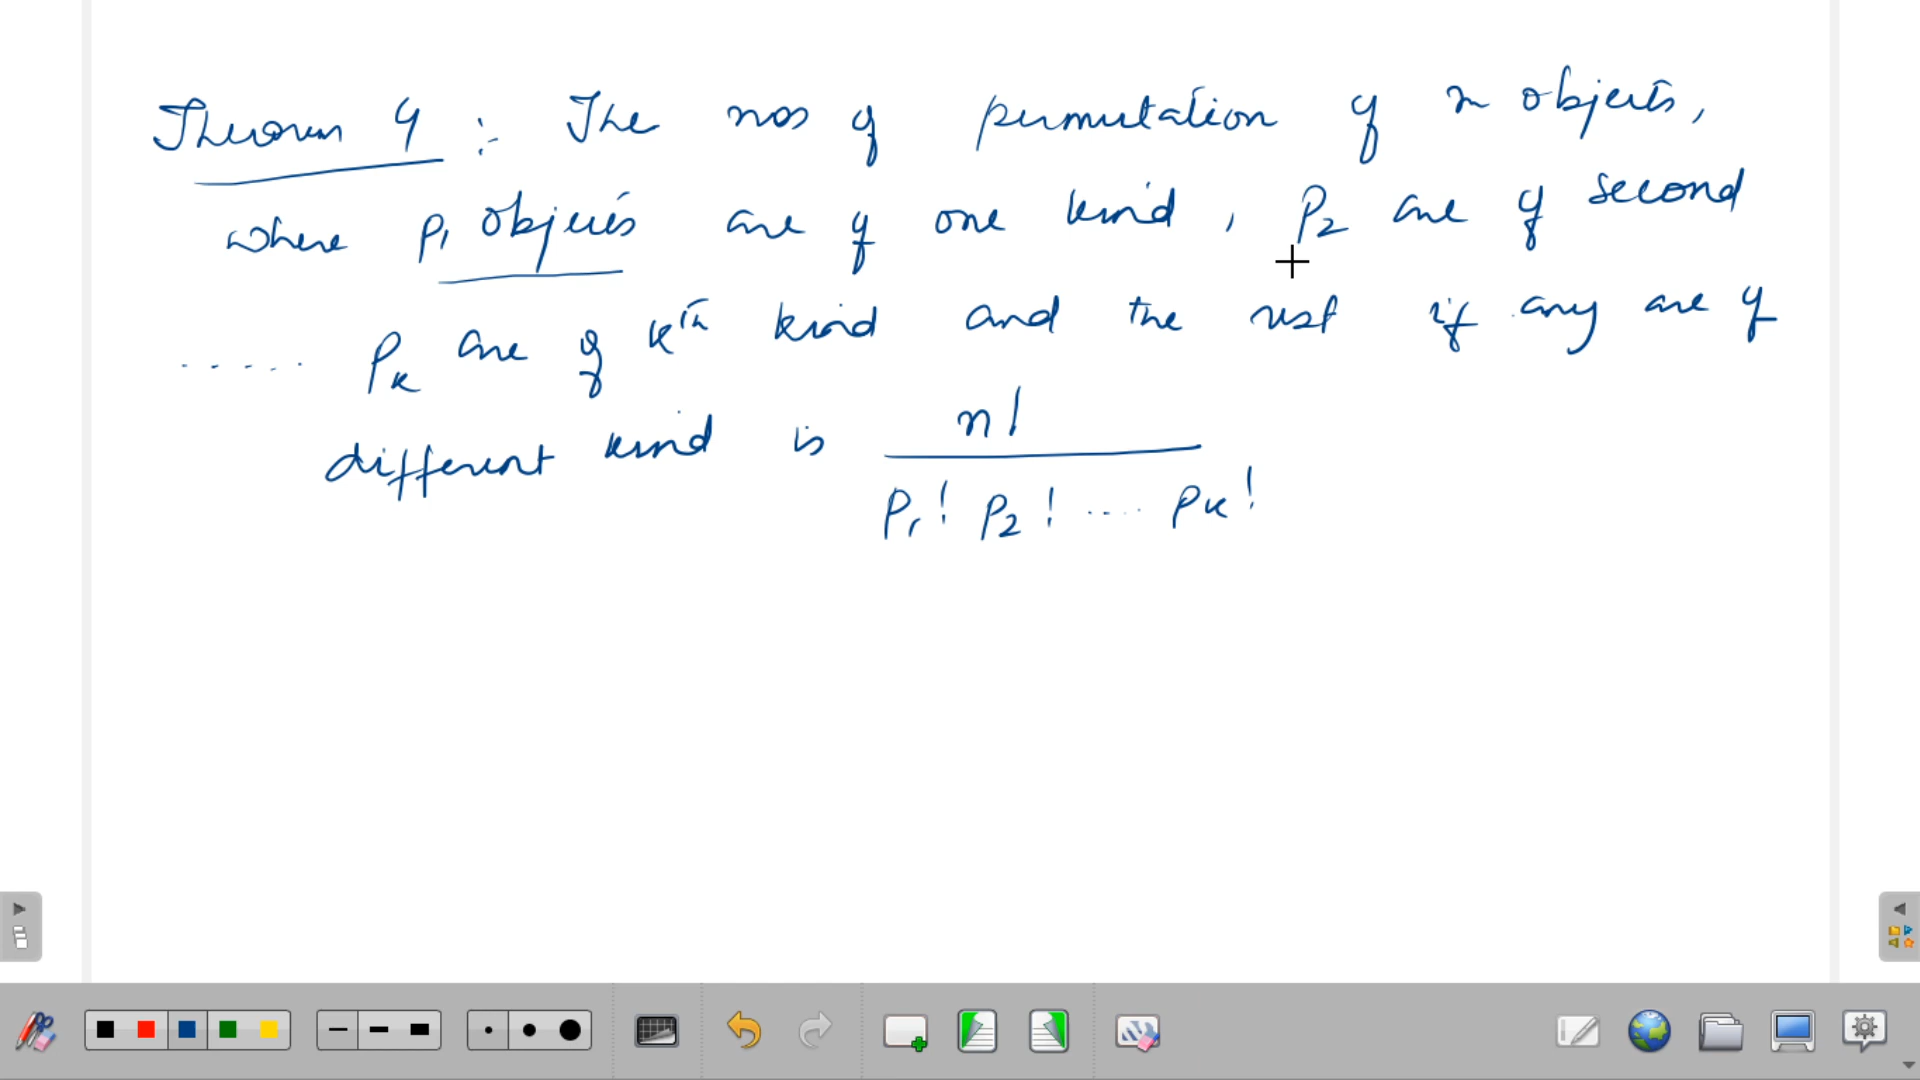 Theorem 4 : The nos of permutation of n objects,
where p₁ objects are of one kind, p₂ are of second
...... pₖ are of kᵗʰ kind and the rest if any are of
different kind is n! / p₁! p₂! .... pₖ!